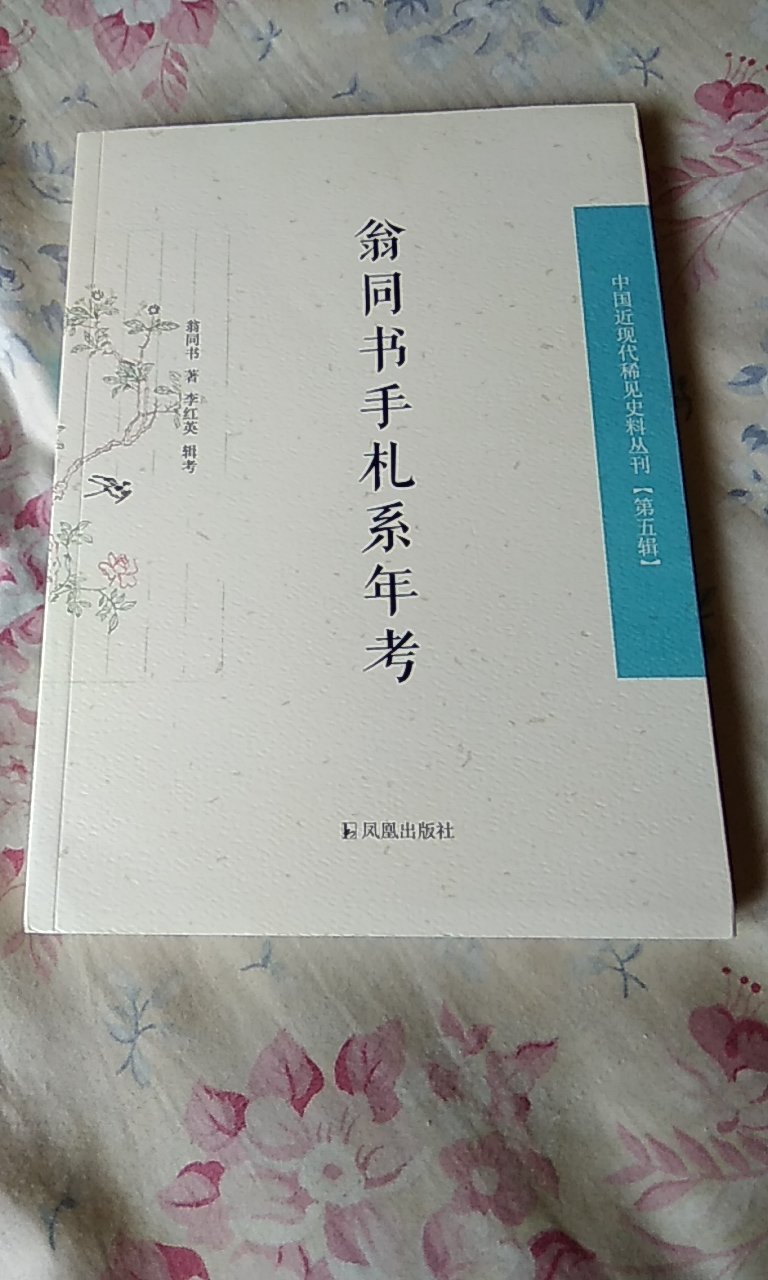 中国近现代稀见史料丛刊【第五辑】
翁同书手札系年考
翁同书 著 李红英 辑考
凤凰出版社